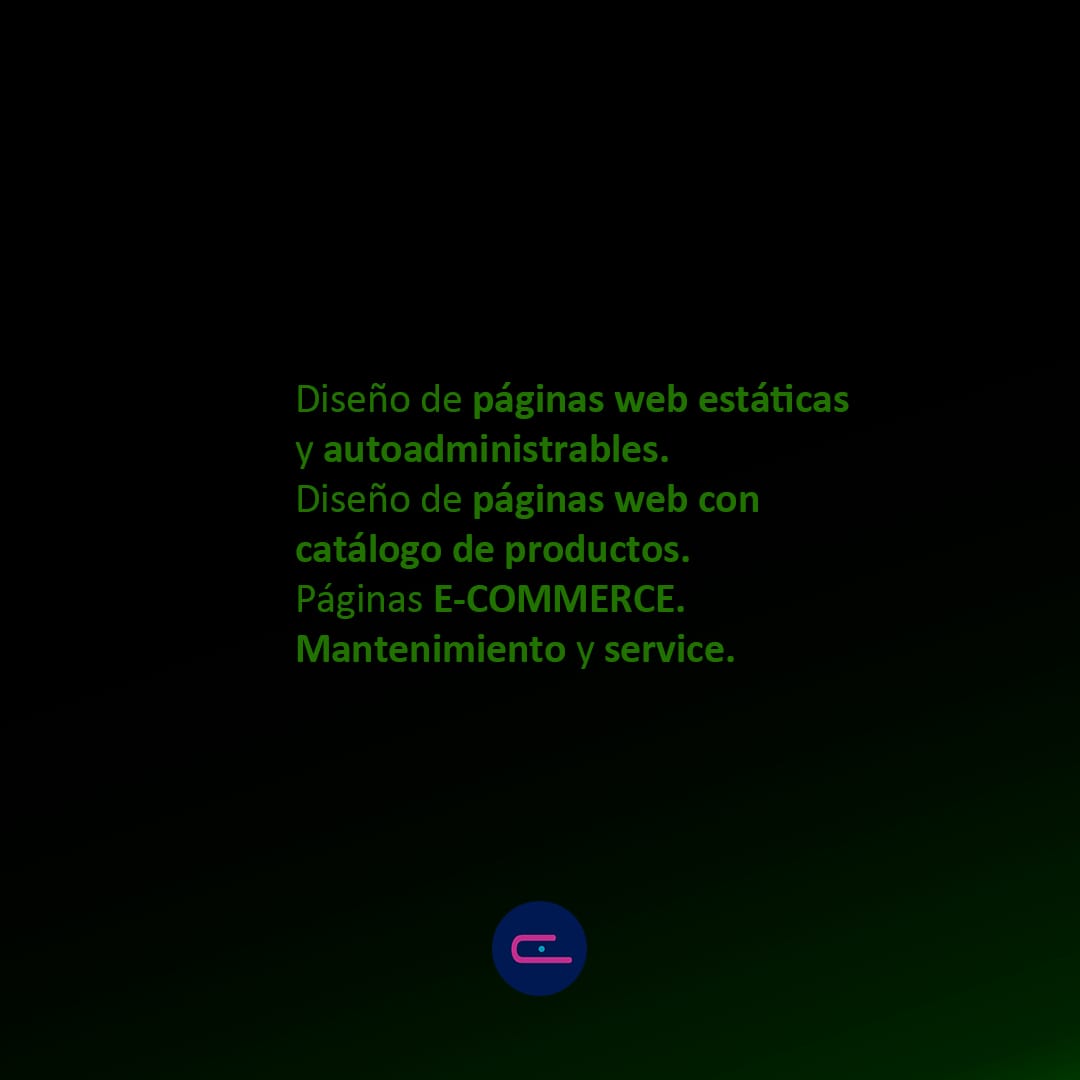 Diseño de páginas web estáticas
y autoadministrables.
Diseño de páginas web con
catálogo de productos.
Páginas E-COMMERCE.
Mantenimiento y service.